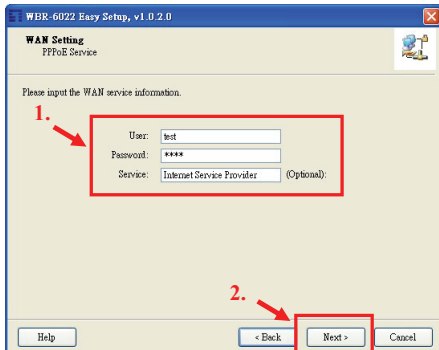 WBR-6022 Easy Setup, v1.0.2.0
WAN Setting
PPPoE Service
Please input the WAN service information.
1.
User: test
Password: ****
Service: Internet Service Provider (Optional):
2.
Help < Back Next > Cancel